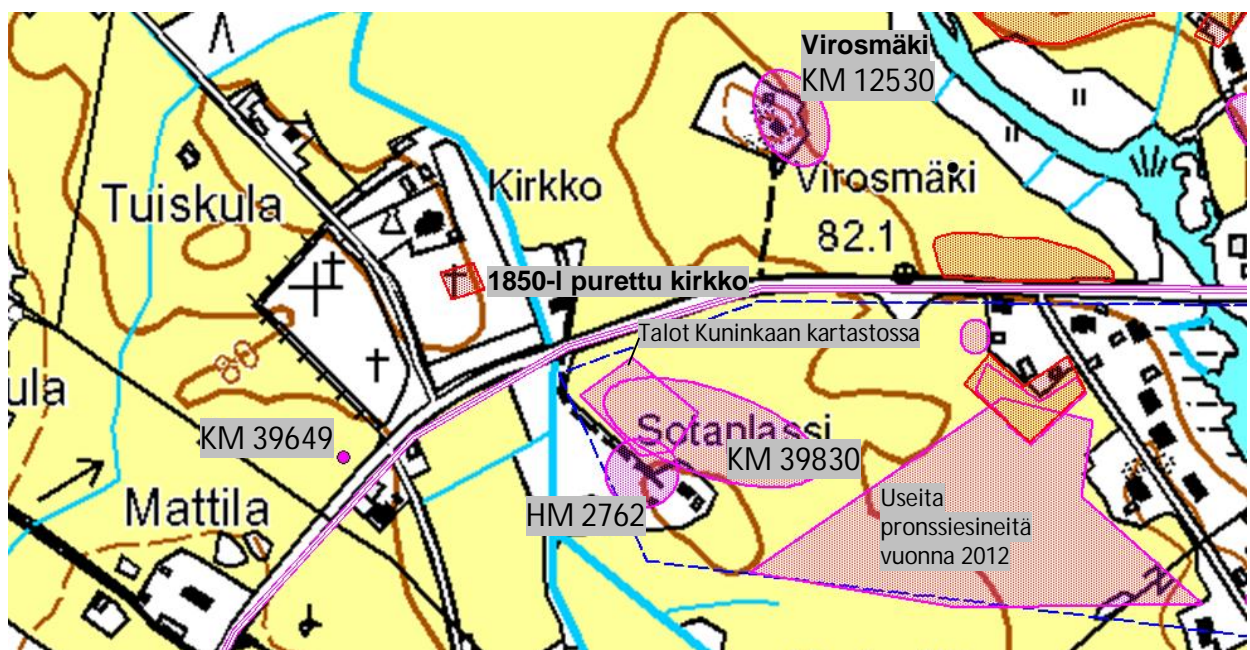 Virosmäki
KM 12530
Tuiskula
Kirkko
Virosmäki
82.1
1850-l purettu kirkko
Talot Kuninkaan kartastossa
ula
KM 39649
Sotanlassi
KM 39830
Mattila
HM 2762
Useita
pronssiesineitä
vuonna 2012